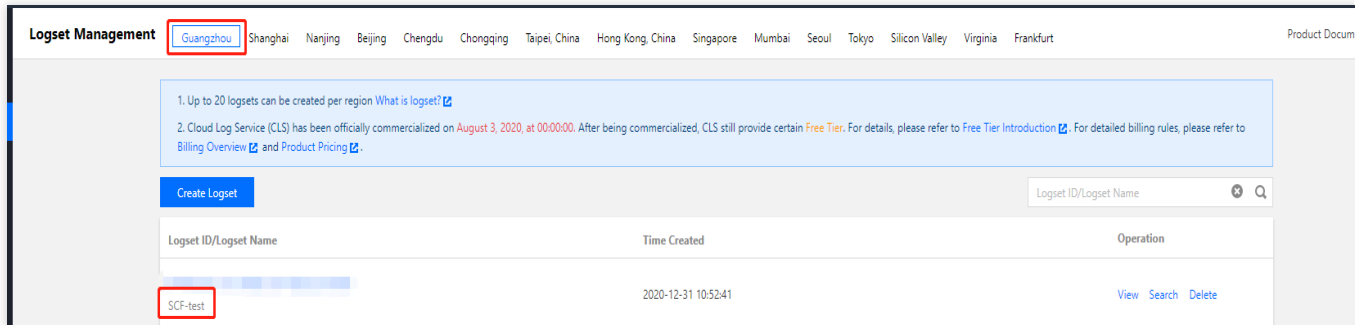 Logset Management Guangzhou Shanghai Nanjing Beijing Chengdu Chongqing Taipei, China Hong Kong, China Singapore Mumbai Seoul Tokyo Silicon Valley Virginia Frankfurt Product Docum
1. Up to 20 logsets can be created per region What is logset?
2. Cloud Log Service (CLS) has been officially commercialized on August 3, 2020, at 00:00:00. After being commercialized, CLS still provide certain Free Tier. For details, please refer to Free Tier Introduction. For detailed billing rules, please refer to
Billing Overview and Product Pricing.
Create Logset Logset ID/Logset Name
Logset ID/Logset Name Time Created Operation
SCF-test 2020-12-31 10:52:41 View Search Delete